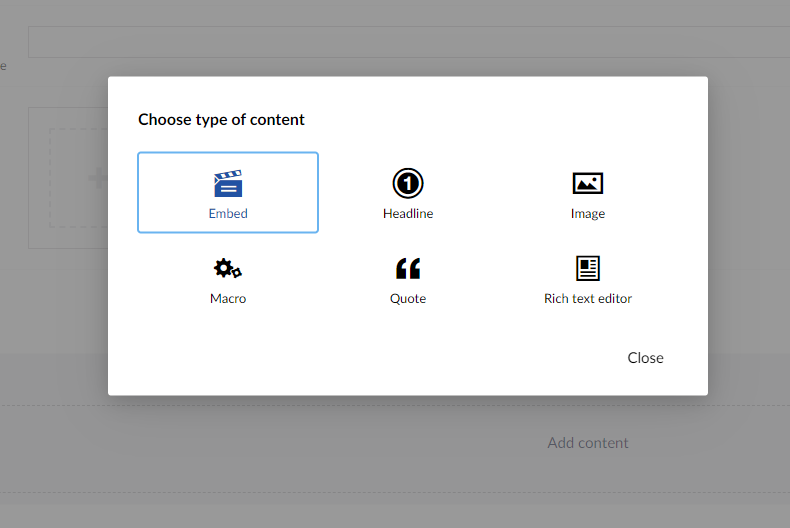 e
Choose type of content
Embed
Headline
Image
Macro
Quote
Rich text editor
Close
Add content